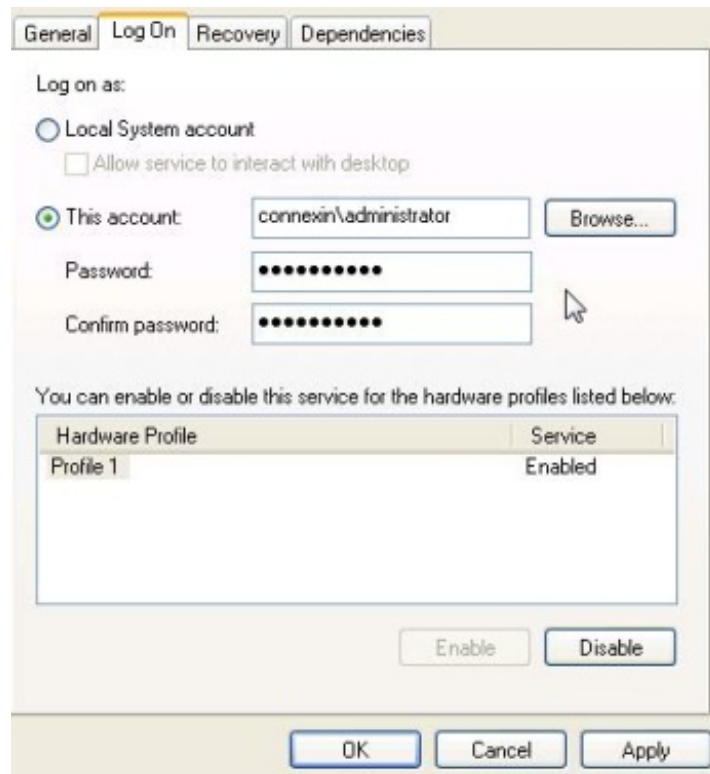 General Log On Recovery Dependencies
Log on as:
Local System account
Allow service to interact with desktop
This account: connexin\administrator Browse...
Password: ●●●●●●●●●●
Confirm password: ●●●●●●●●●●
You can enable or disable this service for the hardware profiles listed below:
Hardware Profile Service
Profile 1 Enabled
Enable Disable
OK Cancel Apply